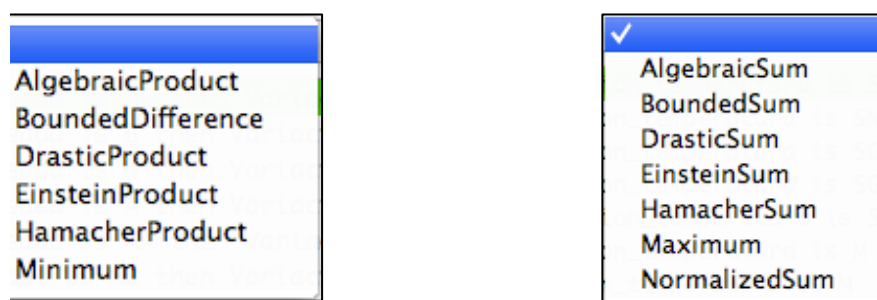 AlgebraicProduct
BoundedDifference
DrasticProduct
EinsteinProduct
HamacherProduct
Minimum
✓
AlgebraicSum
BoundedSum
DrasticSum
EinsteinSum
HamacherSum
Maximum
NormalizedSum